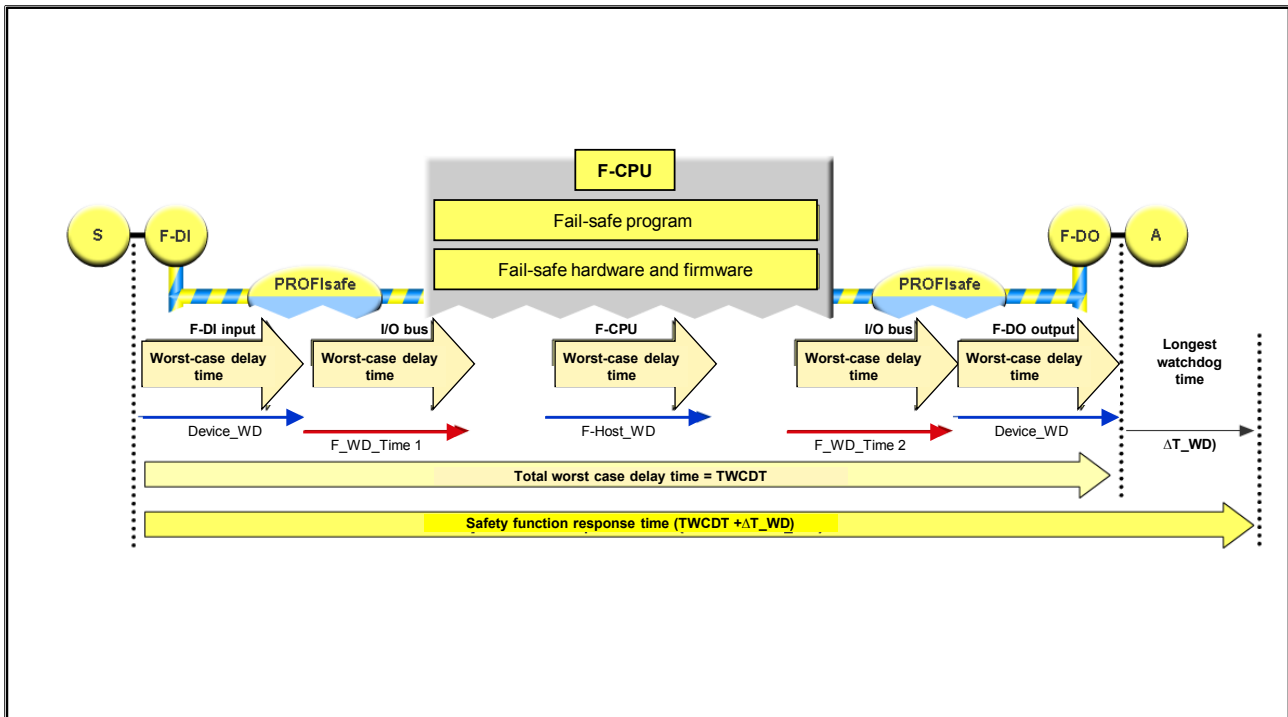 F-CPU
Fail-safe program
Fail-safe hardware and firmware
S
F-DI
F-DO
A
PROFIsafe
PROFIsafe
F-DI input
Worst-case delay
time
I/O bus
Worst-case delay
time
F-CPU
Worst-case delay
time
I/O bus
Worst-case delay
time
F-DO output
Worst-case delay
time
Longest
watchdog
time
Device_WD
F_WD_Time 1
F-Host_WD
F_WD_Time 2
Device_WD
ΔT_WD)
Total worst case delay time = TWCDT
Safety function response time (TWCDT +ΔT_WD)